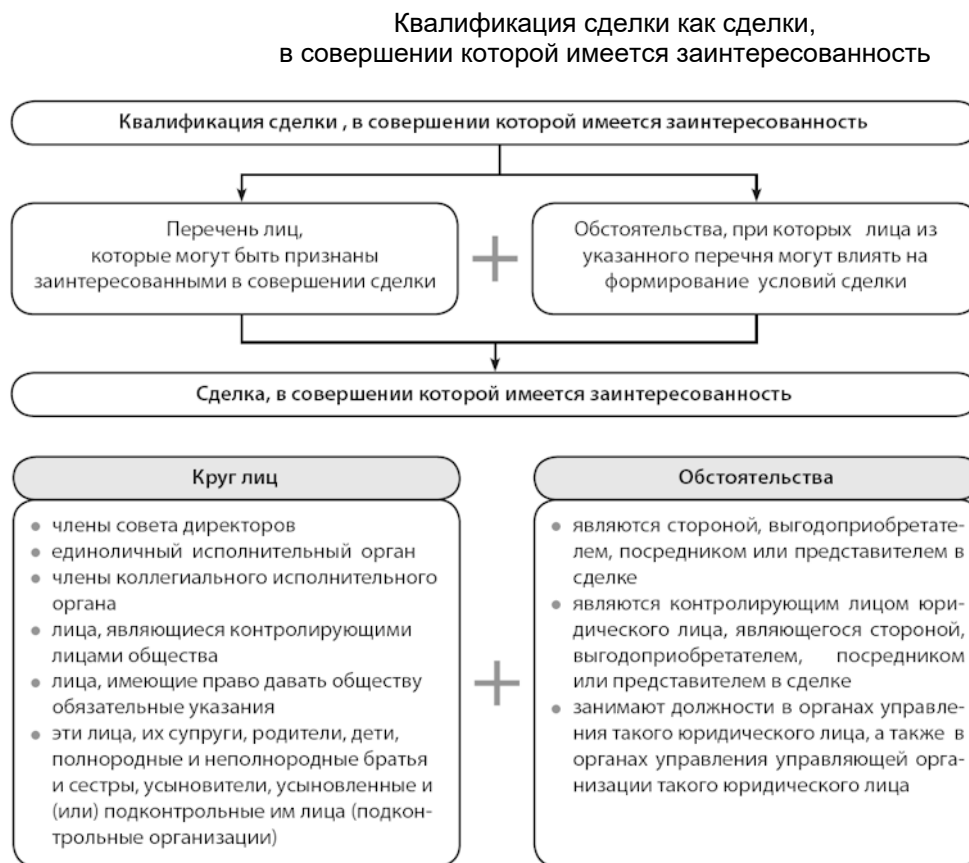 Квалификация сделки как сделки,
в совершении которой имеется заинтересованность
Квалификация сделки , в совершении которой имеется заинтересованность
Перечень лиц,
которые могут быть признаны
заинтересованными в совершении сделки
+
Обстоятельства, при которых лица из
указанного перечня могут влиять на
формирование условий сделки
Сделка, в совершении которой имеется заинтересованность
Круг лиц
• члены совета директоров
• единоличный исполнительный орган
• члены коллегиального исполнительного
органа
• лица, являющиеся контролирующими
лицами общества
• лица, имеющие право давать обществу
обязательные указания
• эти лица, их супруги, родители, дети,
полнородные и неполнородные братья
и сестры, усыновители, усыновленные и
(или) подконтрольные им лица (подкон-
трольные организации)
+
Обстоятельства
• являются стороной, выгодоприобретате-
лем, посредником или представителем в
сделке
• являются контролирующим лицом юри-
дического лица, являющегося стороной,
выгодоприобретателем, посредником
или представителем в сделке
• занимают должности в органах управле-
ния такого юридического лица, а также в
органах управления управляющей орга-
низации такого юридического лица